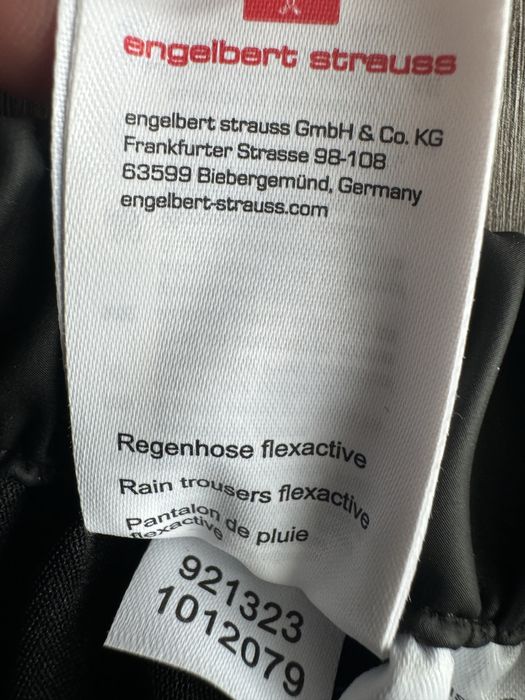 engelbert strauss
engelbert strauss GmbH & Co. KG
Frankfurter Strasse 98-108
63599 Biebergemünd, Germany
engelbert-strauss.com
Regenhose flexactive
Rain trousers flexactive
Pantalon de pluie
flexactive
921323
1012079